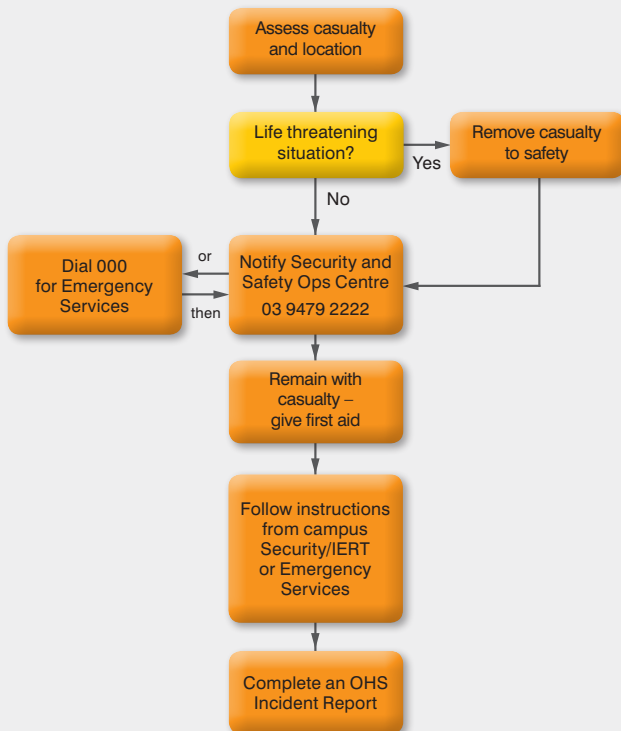 Assess casualty
and location
Life threatening
situation?
Yes
Remove casualty
to safety
No
Dial 000
for Emergency
Services
or
then
Notify Security and
Safety Ops Centre
03 9479 2222
Remain with
casualty –
give first aid
Follow instructions
from campus
Security/IERT
or Emergency
Services
Complete an OHS
Incident Report